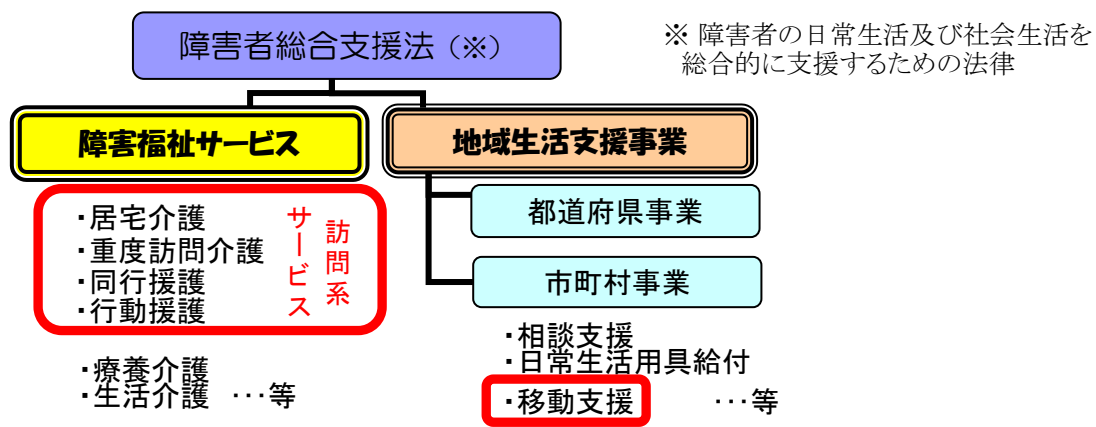 障害者総合支援法（※）
※ 障害者の日常生活及び社会生活を
総合的に支援するための法律
障害福祉サービス
地域生活支援事業
・居宅介護
・重度訪問介護
・同行援護
・行動援護
訪問系
サービス
・療養介護
・生活介護 …等
都道府県事業
市町村事業
・相談支援
・日常生活用具給付
・移動支援 …等